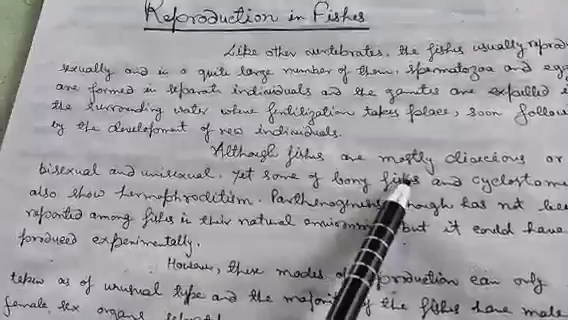 Reproduction in Fishes
Like other vertebrates, the fishes usually reprod
sexually and in a quite large number of them, spermatozoa and egg
are formed in separate individuals and the gametes are expelled i
the surrounding water where fertilization takes place, soon follow
by the development of new individuals.
Although fishes are mostly dioecious or
bisexual and unisexual, yet some of bony fishes and cyclostome
also show hermophroditism. Parthenogenesis though has not bee
reported among fishes in their natural but it could have
produced experimentally.
However, these modes of reproduction can only
taken as of unusual type and the of the fishes have male
female sex organs